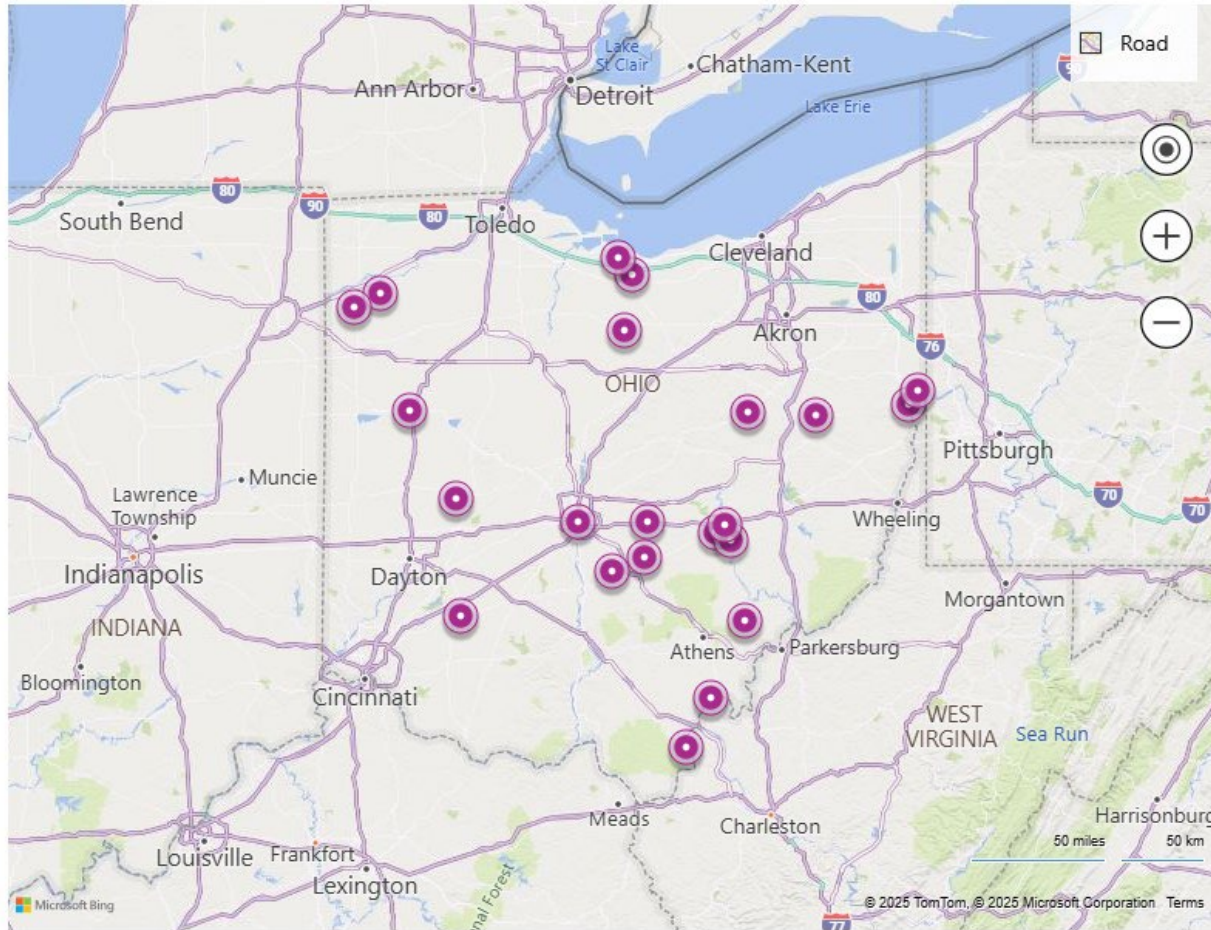 Road
Lake
St Clair
Chatham-Kent
90
Ann Arbor
Detroit
Lake Erie
80
90
80
South Bend
Toledo
Cleveland
80
Akron
76
OHIO
Muncie
Pittsburgh
Lawrence
Township
70
70
Wheeling
Indianapolis
Dayton
Morgantown
INDIANA
Athens
Parkersburg
Bloomington
Cincinnati
WEST
VIRGINIA
Sea Run
Meads
Charleston
Harrisonburg
Louisville
Frankfort
Lexington
50 miles
50 km
nal Forest
Microsoft Bing
© 2025 TomTom, © 2025 Microsoft Corporation Terms
77